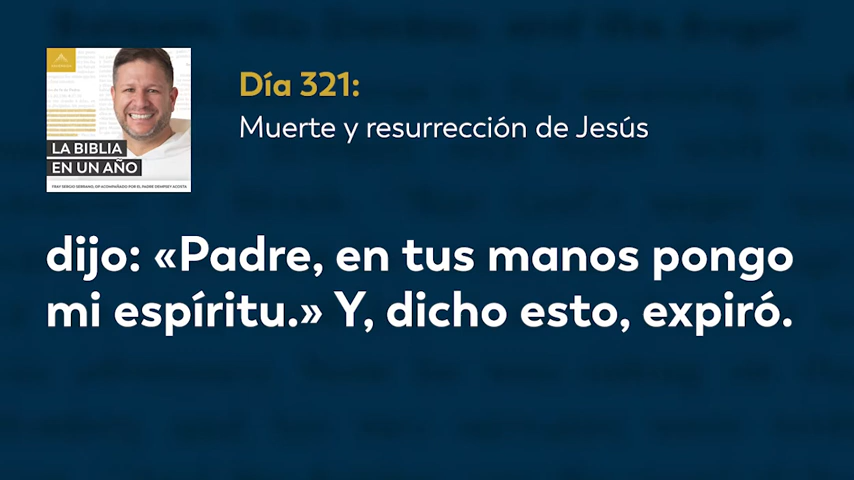 Día 321:
Muerte y resurrección de Jesús
LA BIBLIA
EN UN AÑO
dijo: «Padre, en tus manos pongo
mi espíritu.» Y, dicho esto, expiró.